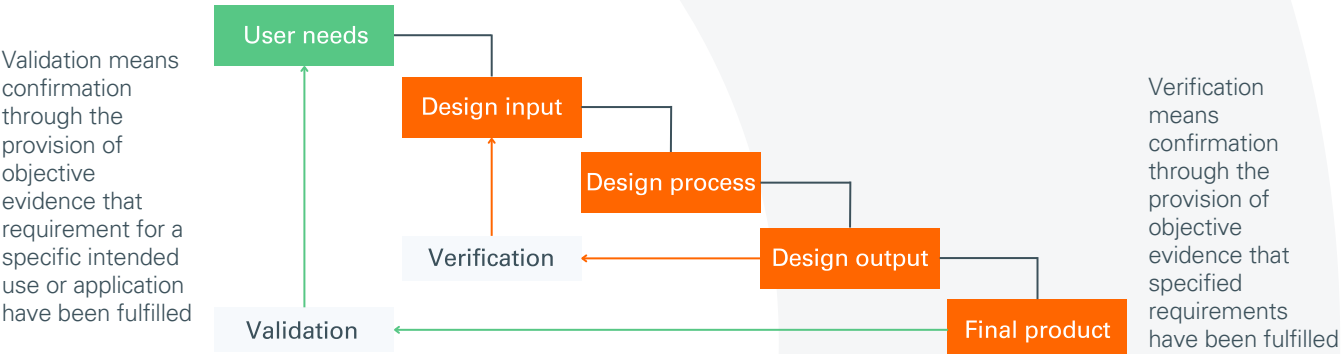 User needs
Validation means
confirmation
through the
provision of
objective
evidence that
requirement for a
specific intended
use or application
have been fulfilled
Design input
Design process
Verification
Design output
Validation
Final product
Verification
means
confirmation
through the
provision of
objective
evidence that
specified
requirements
have been fulfilled